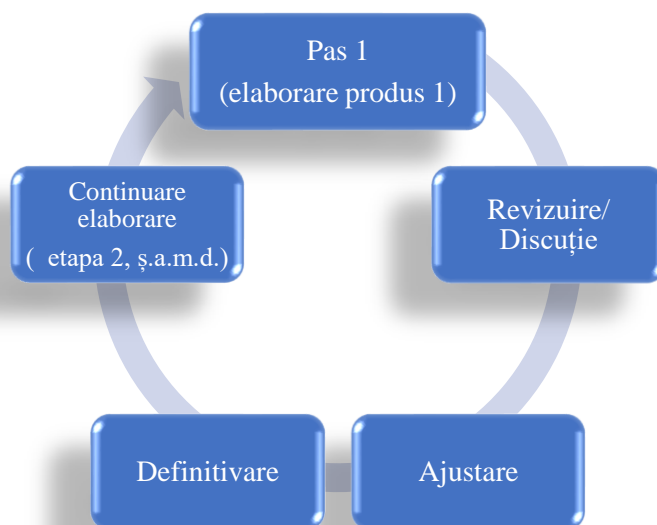 Pas 1
(elaborare produs 1)
Revizuire/
Discuție
Ajustare
Definitivare
Continuare
elaborare
( etapa 2, ș.a.m.d.)